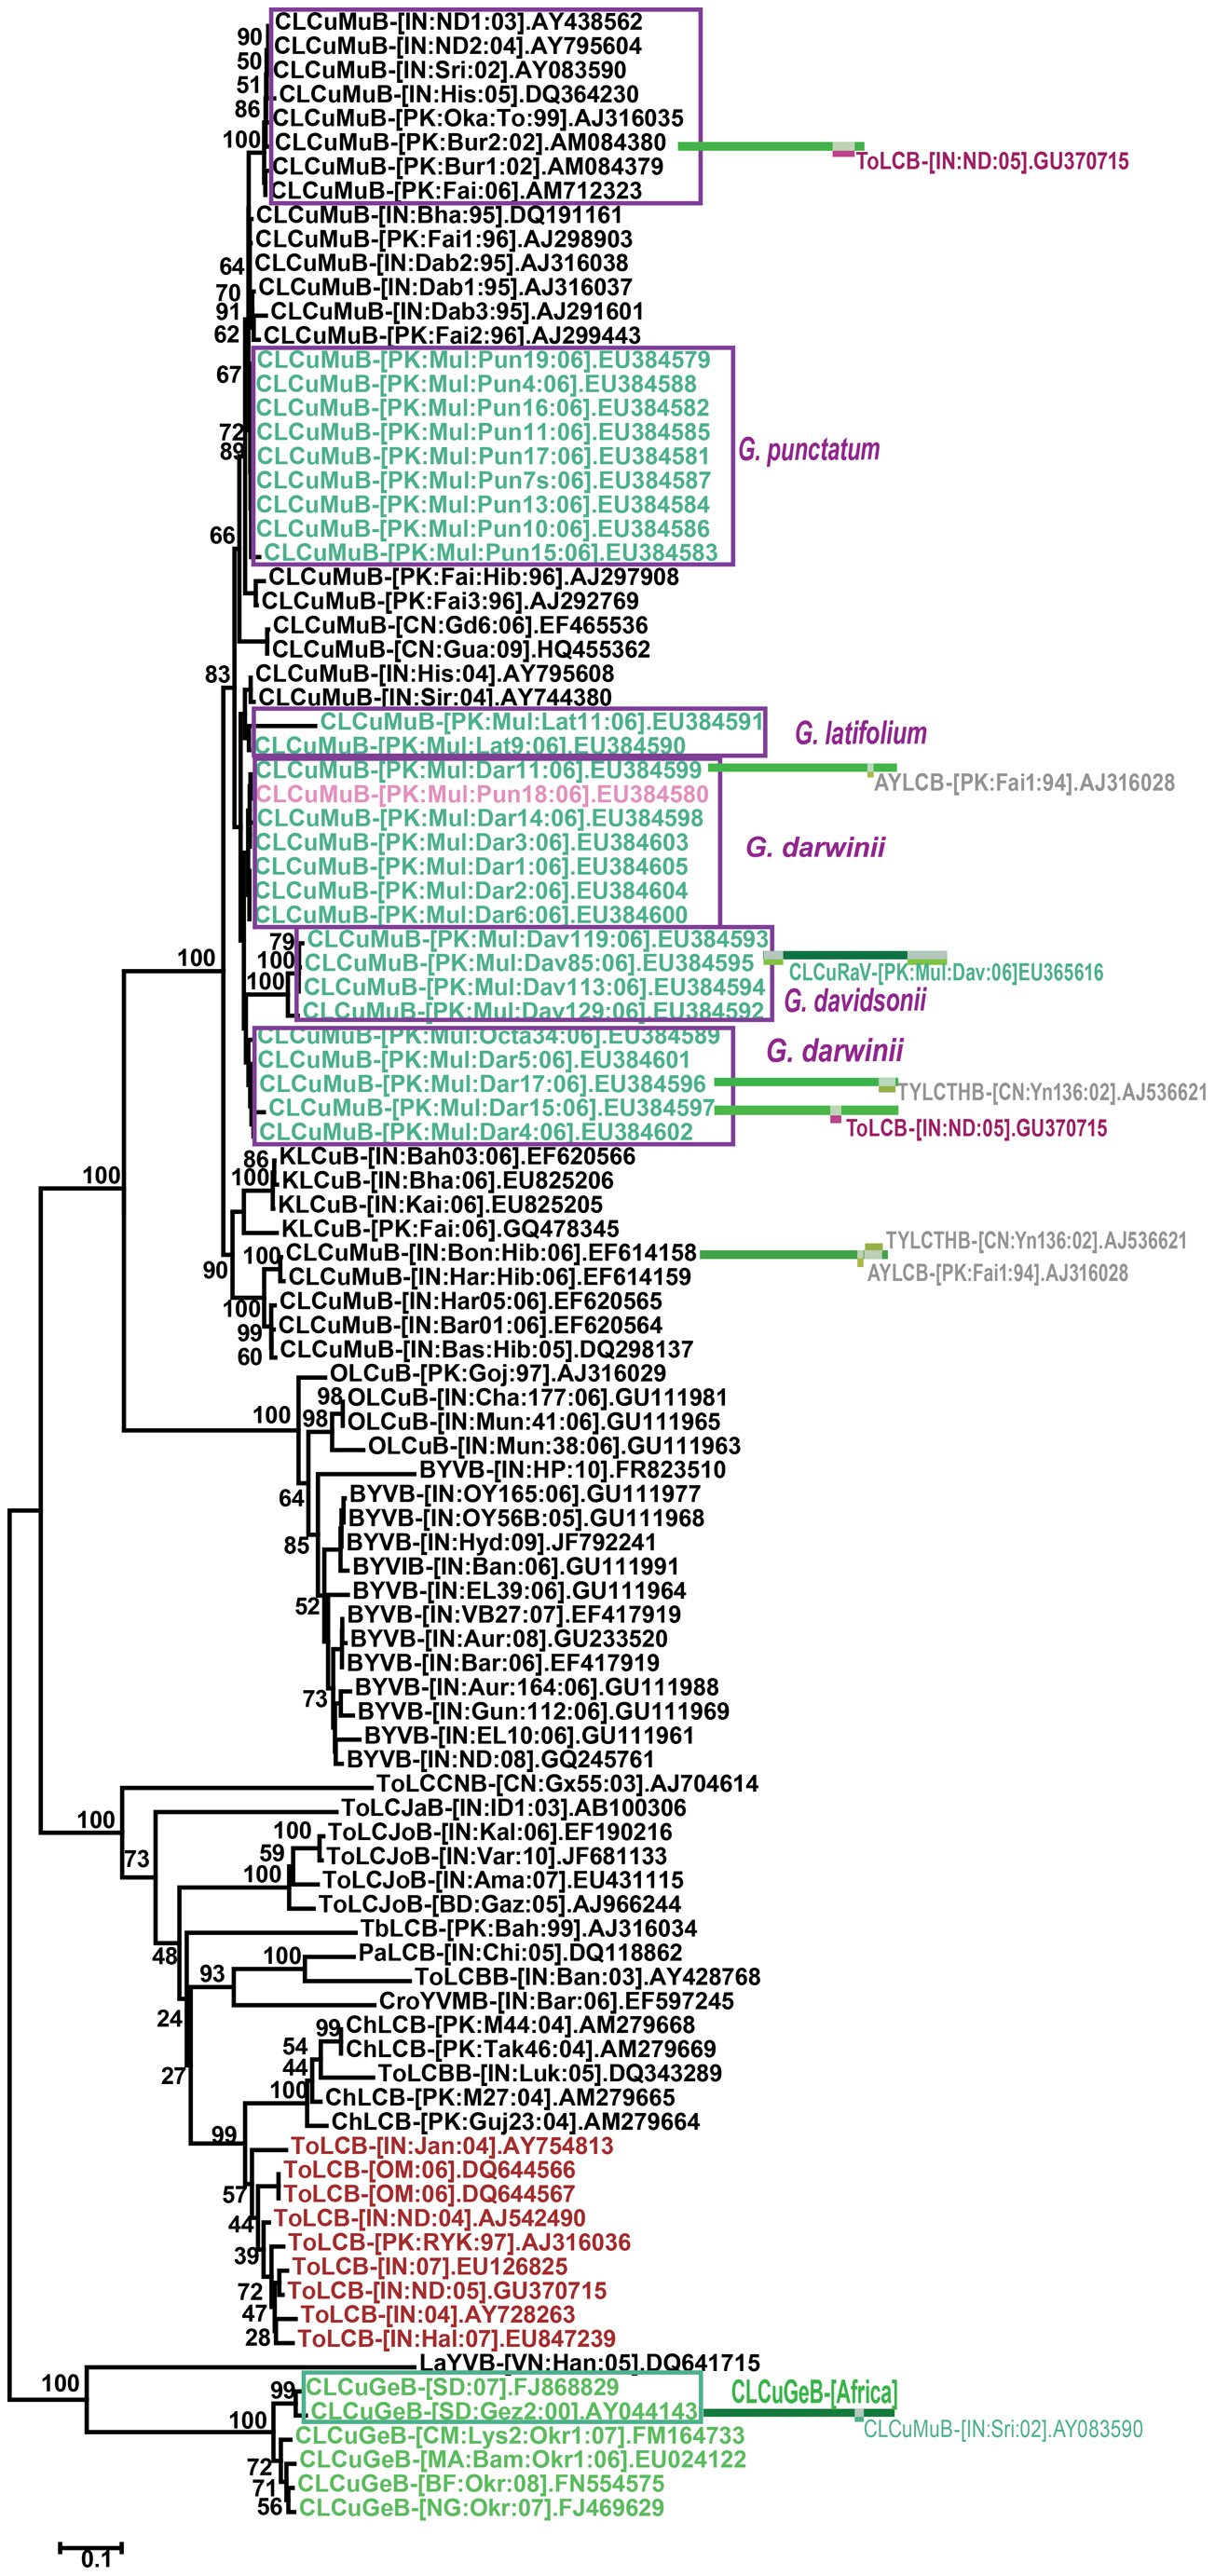 90
CLCuMuB-[IN:ND1:03].AY438562
50
CLCuMuB-[IN:ND2:04].AY795604
51
CLCuMuB-[IN:Sri:02].AY083590
86
CLCuMuB-[IN:His:05].DQ364230
CLCuMuB-[PK:Oka:To:99].AJ316035
100
CLCuMuB-[PK:Bur2:02].AM084380
ToLCB-[IN:ND:05].GU370715
CLCuMuB-[PK:Bur1:02].AM084379
CLCuMuB-[PK:Fai:06].AM712323
CLCuMuB-[IN:Bha:95].DQ191161
CLCuMuB-[PK:Fai1:96].AJ298903
64
CLCuMuB-[IN:Dab2:95].AJ316038
70
CLCuMuB-[IN:Dab1:95].AJ316037
91
CLCuMuB-[IN:Dab3:95].AJ291601
62
CLCuMuB-[PK:Fai2:96].AJ299443
CLCuMuB-[PK:Mul:Pun19:06].EU384579
67
CLCuMuB-[PK:Mul:Pun4:06].EU384588
CLCuMuB-[PK:Mul:Pun16:06].EU384582
72
CLCuMuB-[PK:Mul:Pun11:06].EU384585
89
CLCuMuB-[PK:Mul:Pun17:06].EU384581
G. punctatum
CLCuMuB-[PK:Mul:Pun7s:06].EU384587
CLCuMuB-[PK:Mul:Pun13:06].EU384584
CLCuMuB-[PK:Mul:Pun10:06].EU384586
66
CLCuMuB-[PK:Mul:Pun15:06].EU384583
CLCuMuB-[PK:Fai:Hib:96].AJ297908
CLCuMuB-[PK:Fai3:96].AJ292769
CLCuMuB-[CN:Gd6:06].EF465536
CLCuMuB-[CN:Gua:09].HQ455362
83
CLCuMuB-[IN:His:04].AY795608
CLCuMuB-[IN:Sir:04].AY744380
CLCuMuB-[PK:Mul:Lat11:06].EU384591
G. latifolium
CLCuMuB-[PK:Mul:Lat9:06].EU384590
CLCuMuB-[PK:Mul:Dar11:06].EU384599
AYLCB-[PK:Fai1:94].AJ316028
CLCuMuB-[PK:Mul:Pun18:06].EU384580
CLCuMuB-[PK:Mul:Dar14:06].EU384598
CLCuMuB-[PK:Mul:Dar3:06].EU384603
G. darwinii
CLCuMuB-[PK:Mul:Dar1:06].EU384605
CLCuMuB-[PK:Mul:Dar2:06].EU384604
CLCuMuB-[PK:Mul:Dar6:06].EU384600
79
CLCuMuB-[PK:Mul:Dav119:06].EU384593
100
100
CLCuMuB-[PK:Mul:Dav85:06].EU384595
CLCuRaV-[PK:Mul:Dav:06]EU365616
100
CLCuMuB-[PK:Mul:Dav113:06].EU384594
G. davidsonii
CLCuMuB-[PK:Mul:Dav129:06].EU384592
CLCuMuB-[PK:Mul:Octa34:06].EU384589
G. darwinii
CLCuMuB-[PK:Mul:Dar5:06].EU384601
CLCuMuB-[PK:Mul:Dar17:06].EU384596
TYLCTHB-[CN:Yn136:02].AJ536621
CLCuMuB-[PK:Mul:Dar15:06].EU384597
ToLCB-[IN:ND:05].GU370715
CLCuMuB-[PK:Mul:Dar4:06].EU384602
86
KLCuB-[IN:Bah03:06].EF620566
100
100
KLCuB-[IN:Bha:06].EU825206
KLCuB-[IN:Kai:06].EU825205
KLCuB-[PK:Fai:06].GQ478345
100
CLCuMuB-[IN:Bon:Hib:06].EF614158
TYLCTHB-[CN:Yn136:02].AJ536621
90
CLCuMuB-[IN:Har:Hib:06].EF614159
AYLCB-[PK:Fai1:94].AJ316028
100
CLCuMuB-[IN:Har05:06].EF620565
99
CLCuMuB-[IN:Bar01:06].EF620564
60
CLCuMuB-[IN:Bas:Hib:05].DQ298137
OLCuB-[PK:Goj:97].AJ316029
98
OLCuB-[IN:Cha:177:06].GU111981
100
98
OLCuB-[IN:Mun:41:06].GU111965
OLCuB-[IN:Mun:38:06].GU111963
BYVB-[IN:HP:10].FR823510
64
BYVB-[IN:OY165:06].GU111977
BYVB-[IN:OY56B:05].GU111968
85
BYVB-[IN:Hyd:09].JF792241
BYVIB-[IN:Ban:06].GU111991
BYVB-[IN:EL39:06].GU111964
52
BYVB-[IN:VB27:07].EF417919
BYVB-[IN:Aur:08].GU233520
BYVB-[IN:Bar:06].EF417919
73
BYVB-[IN:Aur:164:06].GU111988
BYVB-[IN:Gun:112:06].GU111969
BYVB-[IN:EL10:06].GU111961
BYVB-[IN:ND:08].GQ245761
ToLCCNB-[CN:Gx55:03].AJ704614
100
ToLCJaB-[IN:ID1:03].AB100306
100
ToLCJoB-[IN:Kal:06].EF190216
73
59
ToLCJoB-[IN:Var:10].JF681133
100
ToLCJoB-[IN:Ama:07].EU431115
ToLCJoB-[BD:Gaz:05].AJ966244
TbLCB-[PK:Bah:99].AJ316034
48
100
PaLCB-[IN:Chi:05].DQ118862
93
ToLCBB-[IN:Ban:03].AY428768
CroYVMB-[IN:Bar:06].EF597245
24
99
ChLCB-[PK:M44:04].AM279668
54
ChLCB-[PK:Tak46:04].AM279669
27
44
ToLCBB-[IN:Luk:05].DQ343289
100
ChLCB-[PK:M27:04].AM279665
ChLCB-[PK:Guj23:04].AM279664
99
ToLCB-[IN:Jan:04].AY754813
ToLCB-[OM:06].DQ644566
57
ToLCB-[OM:06].DQ644567
44
ToLCB-[IN:ND:04].AJ542490
39
ToLCB-[PK:RYK:97].AJ316036
ToLCB-[IN:07].EU126825
72
ToLCB-[IN:ND:05].GU370715
47
ToLCB-[IN:04].AY728263
28
ToLCB-[IN:Hal:07].EU847239
LaYVB-[VN:Han:05].DQ641715
100
99
CLCuGeB-[SD:07].FJ868829
CLCuGeB-[Africa]
CLCuGeB-[SD:Gez2:00].AY044143
100
CLCuMuB-[IN:Sri:02].AY083590
CLCuGeB-[CM:Lys2:Okr1:07].FM164733
72
CLCuGeB-[MA:Bam:Okr1:06].EU024122
71
CLCuGeB-[BF:Okr:08].FN554575
56
CLCuGeB-[NG:Okr:07].FJ469629
0.1